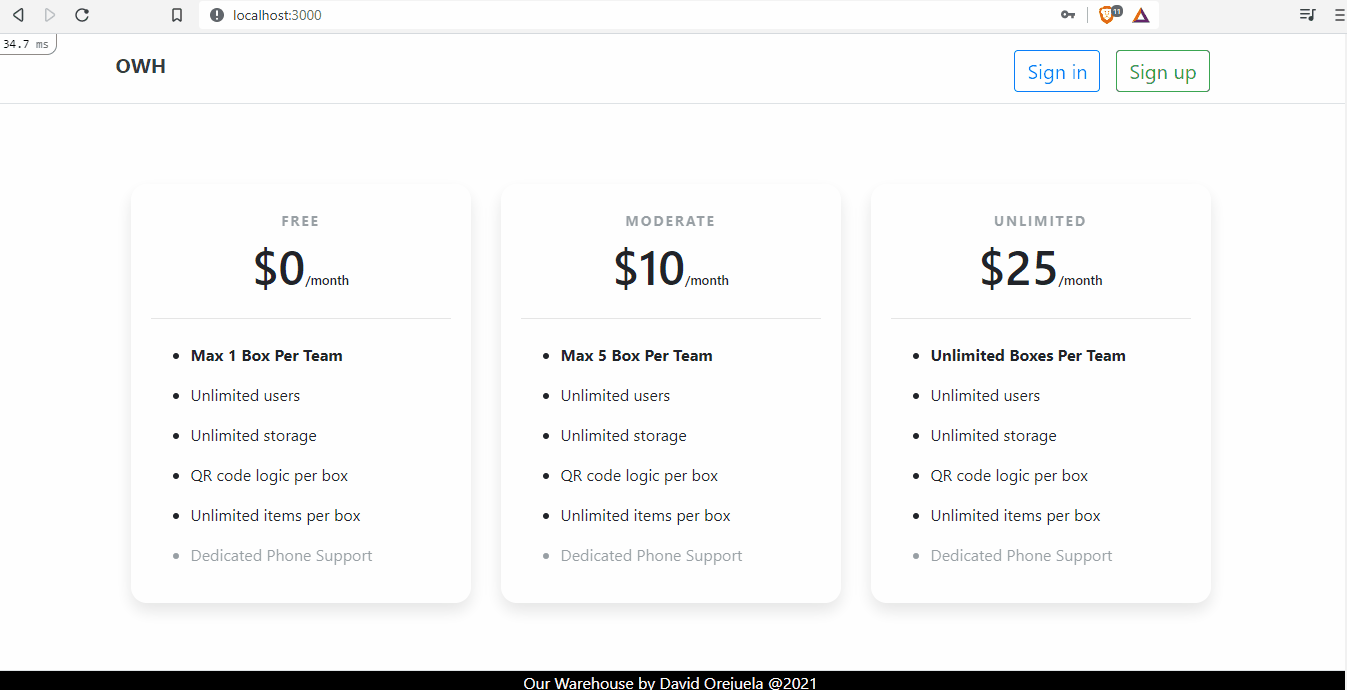 localhost:3000
11
34.7 ms
OWH
Sign in
Sign up
FREE
$0/month
Max 1 Box Per Team
Unlimited users
Unlimited storage
QR code logic per box
Unlimited items per box
Dedicated Phone Support
MODERATE
$10/month
Max 5 Box Per Team
Unlimited users
Unlimited storage
QR code logic per box
Unlimited items per box
Dedicated Phone Support
UNLIMITED
$25/month
Unlimited Boxes Per Team
Unlimited users
Unlimited storage
QR code logic per box
Unlimited items per box
Dedicated Phone Support
Our Warehouse by David Orejuela @2021